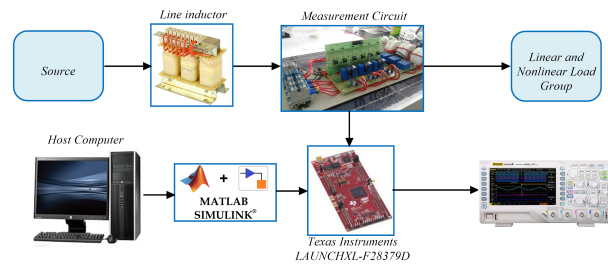 Line inductor
Measurement Circuit
Source
Linear and
Nonlinear Load
Group
Host Computer
+
MATLAB
SIMULINK®
Texas Instruments
LAUNCHXL-F28379D